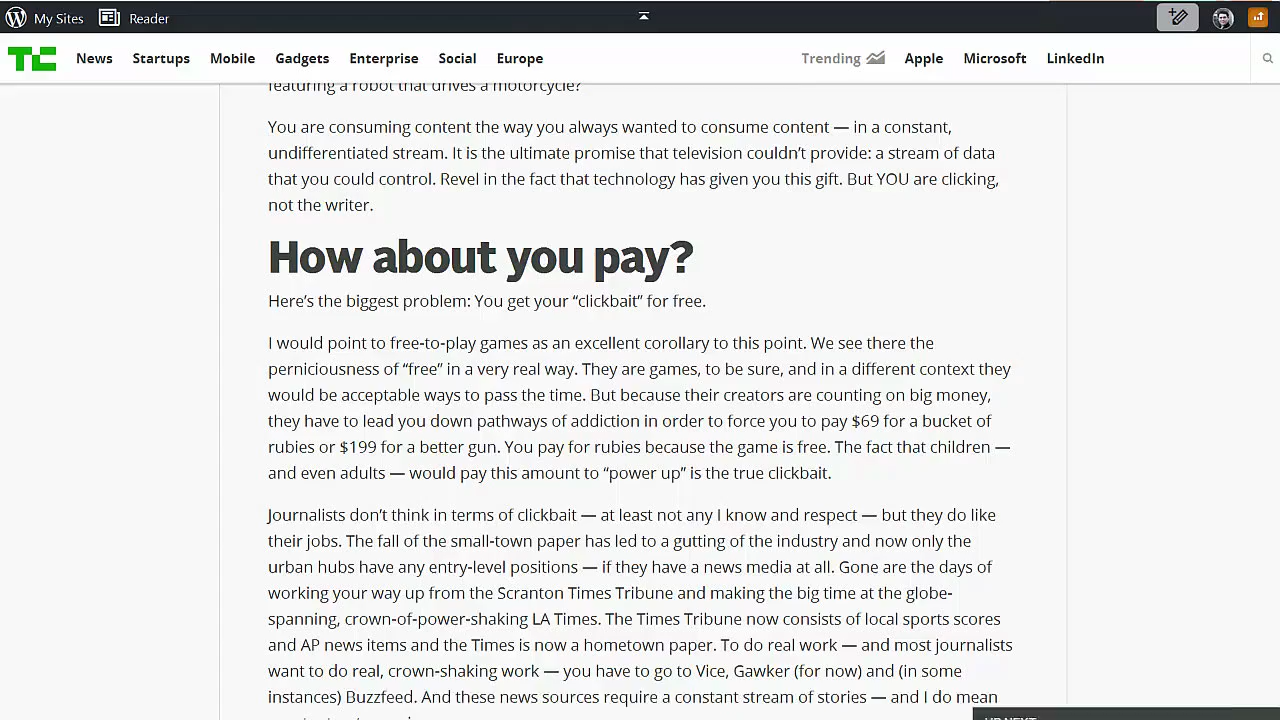 My Sites Reader
TC News Startups Mobile Gadgets Enterprise Social Europe Trending Apple Microsoft LinkedIn
featuring a robot that drives a motorcycle?
You are consuming content the way you always wanted to consume content — in a constant,
undifferentiated stream. It is the ultimate promise that television couldn’t provide: a stream of data
that you could control. Revel in the fact that technology has given you this gift. But YOU are clicking,
not the writer.
How about you pay?
Here’s the biggest problem: You get your “clickbait” for free.
I would point to free-to-play games as an excellent corollary to this point. We see there the
perniciousness of “free” in a very real way. They are games, to be sure, and in a different context they
would be acceptable ways to pass the time. But because their creators are counting on big money,
they have to lead you down pathways of addiction in order to force you to pay $69 for a bucket of
rubies or $199 for a better gun. You pay for rubies because the game is free. The fact that children —
and even adults — would pay this amount to “power up” is the true clickbait.
Journalists don’t think in terms of clickbait — at least not any I know and respect — but they do like
their jobs. The fall of the small-town paper has led to a gutting of the industry and now only the
urban hubs have any entry-level positions — if they have a news media at all. Gone are the days of
working your way up from the Scranton Times Tribune and making the big time at the globe-
spanning, crown-of-power-shaking LA Times. The Times Tribune now consists of local sports scores
and AP news items and the Times is now a hometown paper. To do real work — and most journalists
want to do real, crown-shaking work — you have to go to Vice, Gawker (for now) and (in some
instances) Buzzfeed. And these news sources require a constant stream of stories — and I do mean
UP NEXT